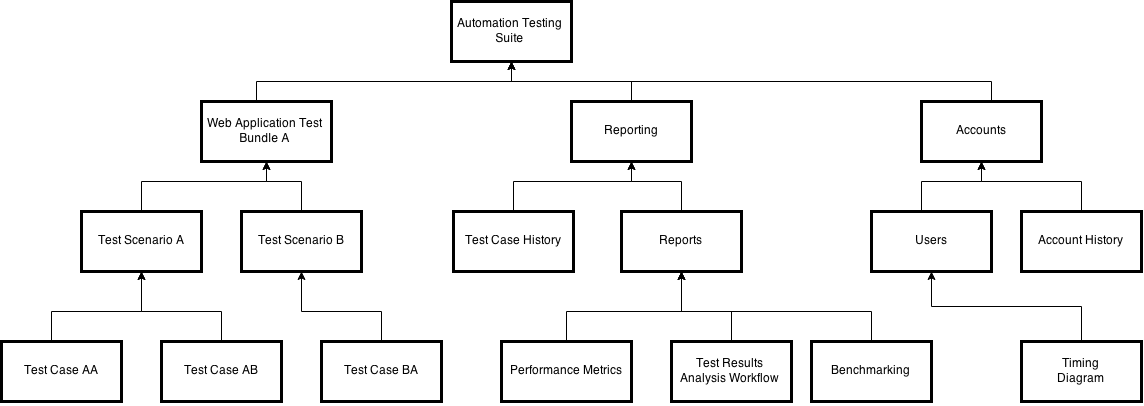 Automation Testing
Suite
Web Application Test
Bundle A
Reporting
Accounts
Test Scenario A
Test Scenario B
Test Case History
Reports
Users
Account History
Test Case AA
Test Case AB
Test Case BA
Performance Metrics
Test Results
Analysis Workflow
Benchmarking
Timing
Diagram